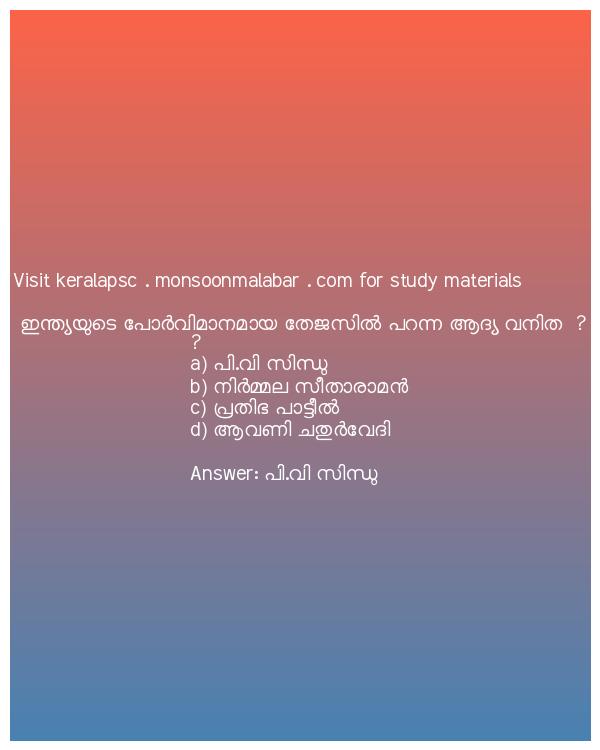 Visit keralapsc . monsoonmalabar . com for study materials
ഇന്ത്യയുടെ പോർവിമാനമായ തേജസിൽ പറന്ന ആദ്യ വനിത ?
?
a) പി.വി സിന്ധു
b) നിർമ്മല സീതാരാമൻ
c) പ്രതിഭ പാട്ടീൽ
d) ആവണി ചതുർവേദി
Answer: പി.വി സിന്ധു